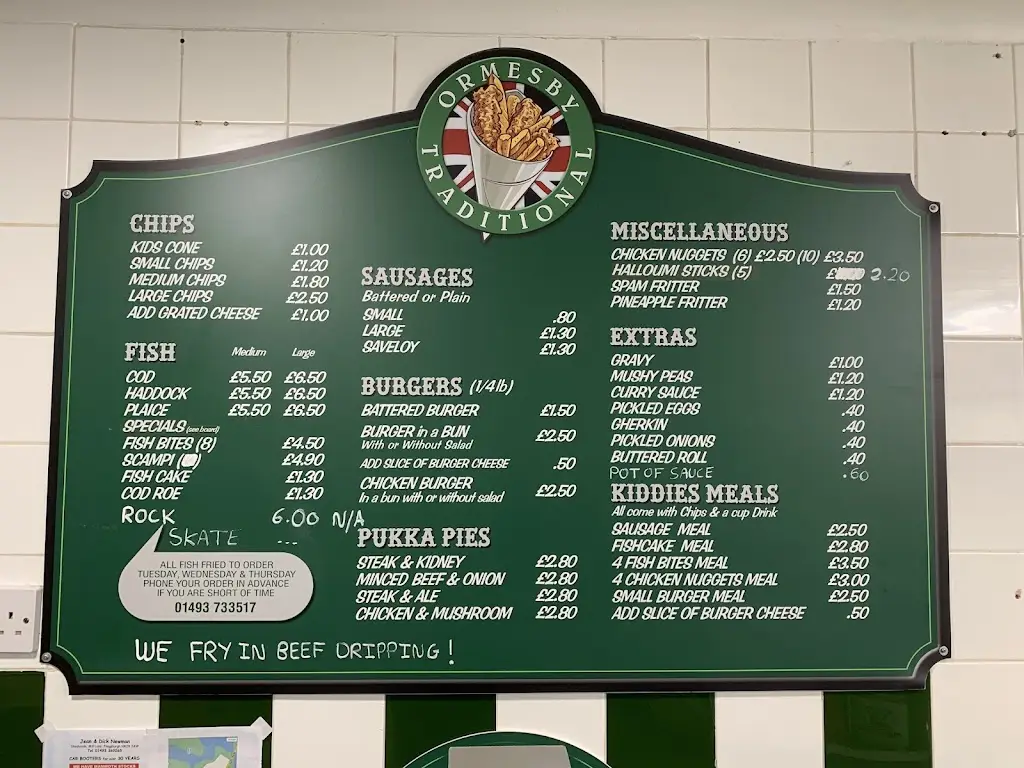 ORMESBY
TRADITIONAL
CHIPS
KIDS CONE £1.00
SMALL CHIPS £1.20
MEDIUM CHIPS £1.80
LARGE CHIPS £2.50
ADD GRATED CHEESE £1.00
FISH Medium Large
COD £5.50 £6.50
HADDOCK £5.50 £6.50
PLAICE £5.50 £6.50
SPECIALS (see board)
FISH BITES (8) £4.50
SCAMPI £4.90
FISH CAKE £1.30
COD ROE £1.30
ROCK 6.00 N/A
SKATE ...
ALL FISH FRIED TO ORDER
TUESDAY, WEDNESDAY & THURSDAY
PHONE YOUR ORDER IN ADVANCE
IF YOU ARE SHORT OF TIME
01493 733517
WE FRY IN BEEF DRIPPING!
SAUSAGES
Battered or Plain
SMALL .80
LARGE £1.30
SAVELOY £1.30
BURGERS (1/4lb)
BATTERED BURGER £1.50
BURGER in a BUN £2.50
With or Without Salad
ADD SLICE OF BURGER CHEESE .50
CHICKEN BURGER £2.50
In a bun with or without salad
PUKKA PIES
STEAK & KIDNEY £2.80
MINCED BEEF & ONION £2.80
STEAK & ALE £2.80
CHICKEN & MUSHROOM £2.80
MISCELLANEOUS
CHICKEN NUGGETS (6) £2.50 (10) £3.50
HALLOUMI STICKS (5) £ 2.20
SPAM FRITTER £1.50
PINEAPPLE FRITTER £1.20
EXTRAS
GRAVY £1.00
MUSHY PEAS £1.20
CURRY SAUCE £1.20
PICKLED EGGS .40
GHERKIN .40
PICKLED ONIONS .40
BUTTERED ROLL .40
POT OF SAUCE .60
KIDDIES MEALS
All come with Chips & a cup Drink
SAUSAGE MEAL £2.50
FISHCAKE MEAL £2.80
4 FISH BITES MEAL £3.50
4 CHICKEN NUGGETS MEAL £3.00
SMALL BURGER MEAL £2.50
ADD SLICE OF BURGER CHEESE .50
Jean & Dick Newman